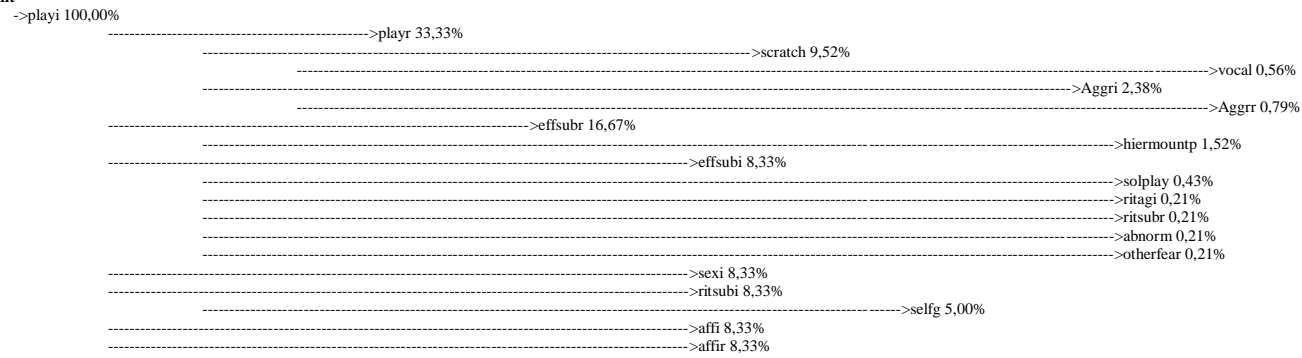 ->playi 100,00%
->playr 33,33%
->scratch 9,52%
->vocal 0,56%
->Aggri 2,38%
->Aggrr 0,79%
->effsubr 16,67%
->hiermountp 1,52%
->effsubi 8,33%
->solplay 0,43%
->ritagi 0,21%
->ritsubr 0,21%
->abnorm 0,21%
->otherfear 0,21%
->sexi 8,33%
->ritsubi 8,33%
->selfg 5,00%
->affi 8,33%
->affir 8,33%